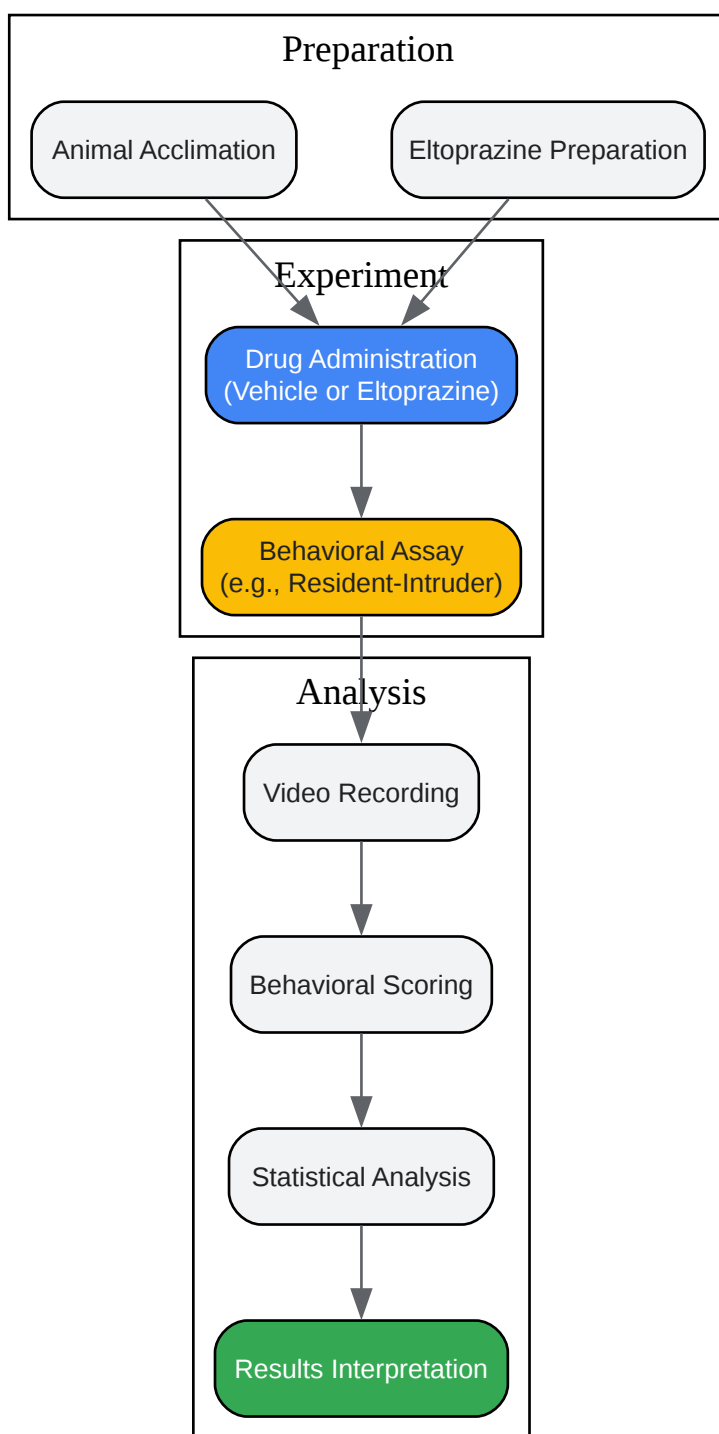 Preparation
Animal Acclimation
Eltoprazine Preparation
Experiment
Drug Administration
(Vehicle or Eltoprazine)
Behavioral Assay
(e.g., Resident-Intruder)
Analysis
Video Recording
Behavioral Scoring
Statistical Analysis
Results Interpretation